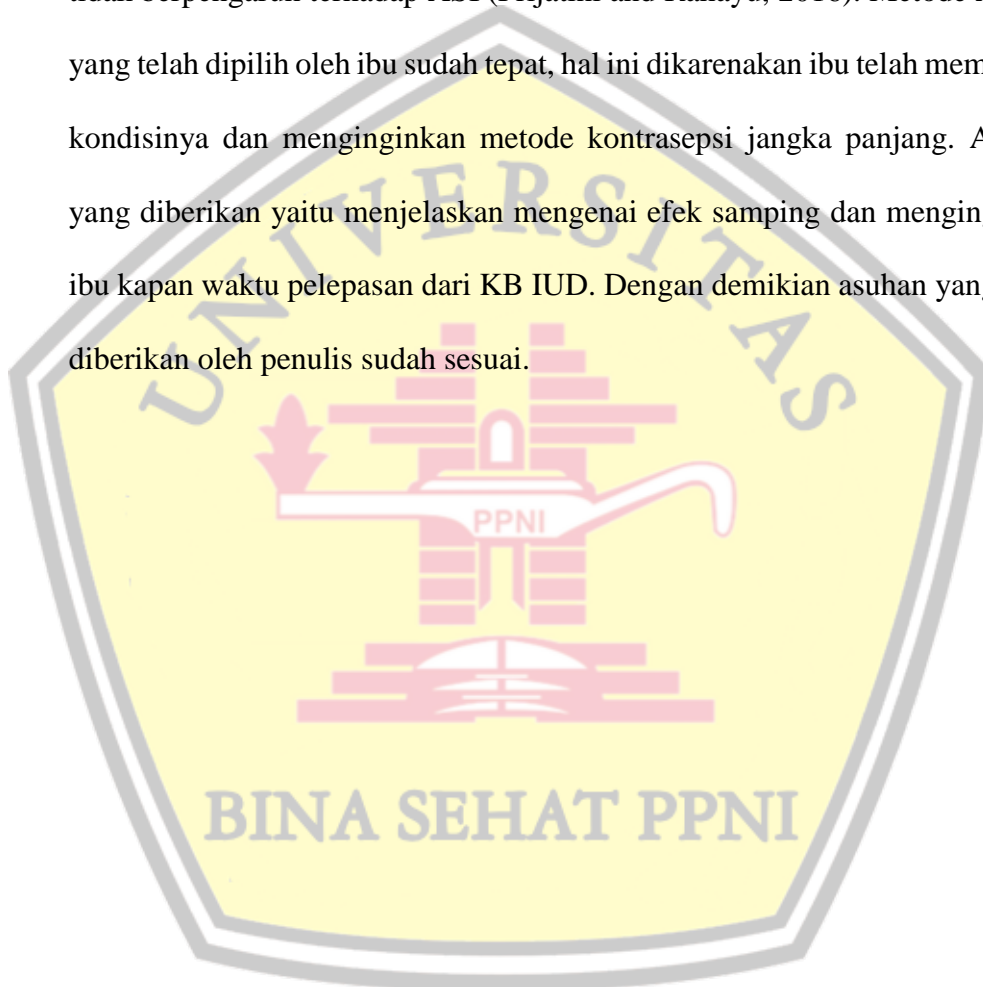 yang telah dipilih oleh ibu sudah tepat, hal ini dikarenakan ibu telah mem
kondisinya dan menginginkan metode kontrasepsi jangka panjang. A
yang diberikan yaitu menjelaskan mengenai efek samping dan mengin
ibu kapan waktu pelepasan dari KB IUD. Dengan demikian asuhan yang
diberikan oleh penulis sudah sesuai.
UNIVERSITAS
PPNI
BINA SEHAT PPNI